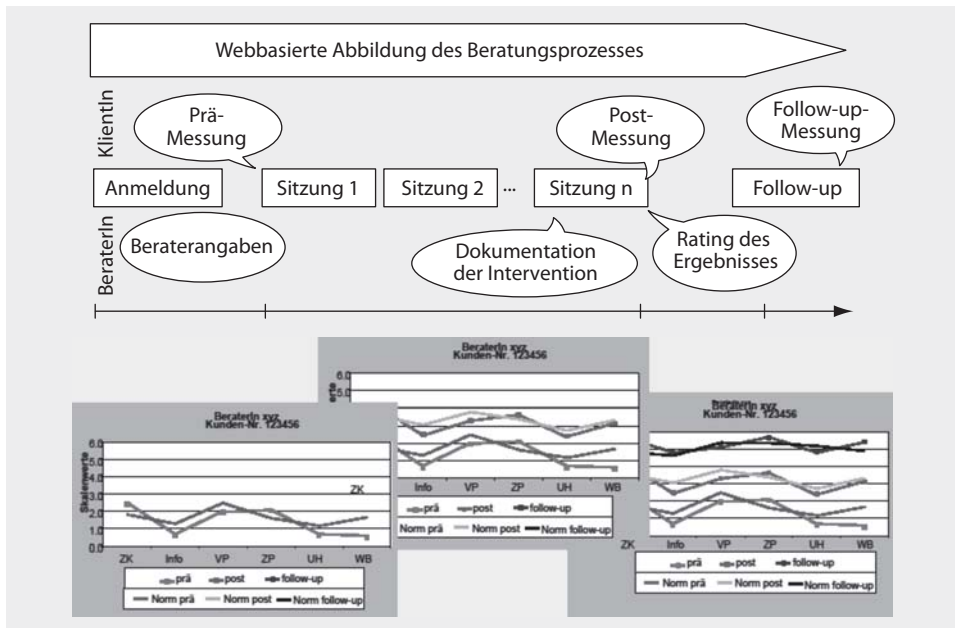 Webbasierte Abbildung des Beratungsprozesses
KlientIn
Prä-
Messung
Post-
Messung
Follow-up-
Messung
Anmeldung
Sitzung 1
Sitzung 2
...
Sitzung n
Follow-up
BeraterIn
Beraterangaben
Dokumentation
der Intervention
Rating des
Ergebnisses
BeraterIn xyz
Kunden-Nr. 123456
Skalenwerte
6.0
5.0
4.0
3.0
2.0
1.0
0.0
ZK Info VP ZP UH WB
prä post follow-up
Norm prä Norm post Norm follow-up
BeraterIn xyz
Kunden-Nr. 123456
erte
6.0
5.0
ZK
Info VP ZP UH WB
prä post follow-up
Norm prä Norm post Norm follow-up
BeraterIn xyz
Kunden-Nr. 123456
ZK Info VP ZP UH WB
prä post follow-up
Norm prä Norm post Norm follow-up